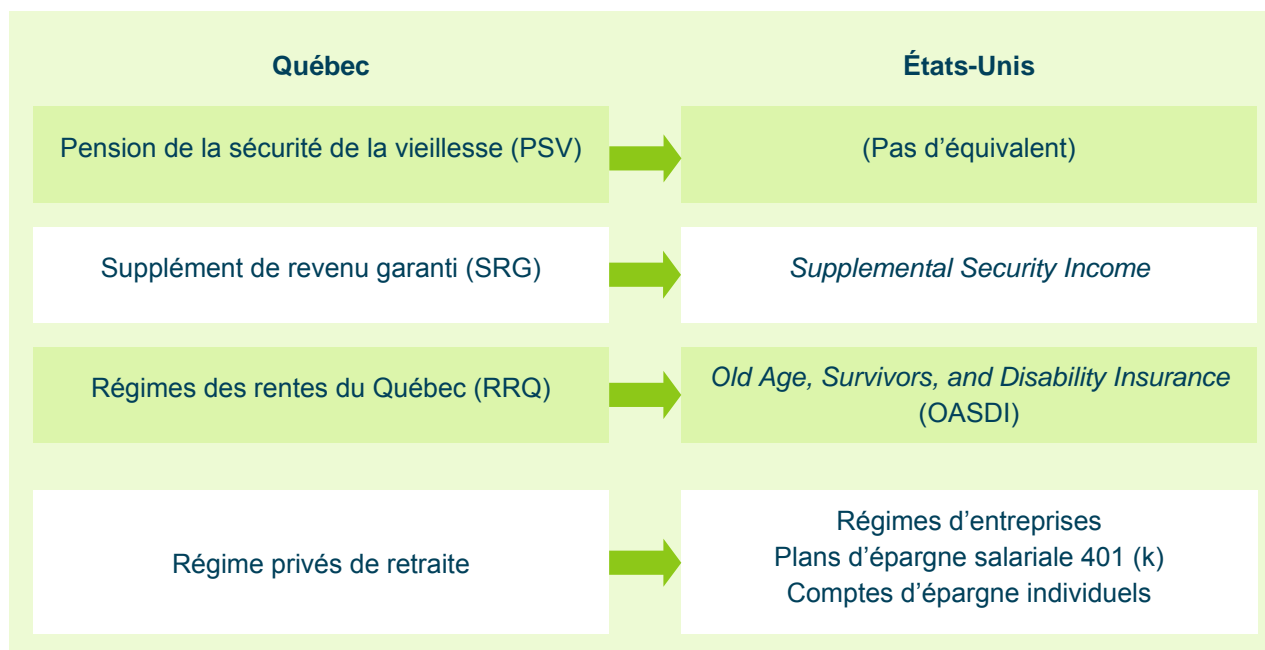 Québec
États-Unis
Pension de la sécurité de la vieillesse (PSV)
(Pas d’équivalent)
Supplément de revenu garanti (SRG)
Supplemental Security Income
Régimes des rentes du Québec (RRQ)
Old Age, Survivors, and Disability Insurance
(OASDI)
Régime privés de retraite
Régimes d’entreprises
Plans d’épargne salariale 401 (k)
Comptes d’épargne individuels